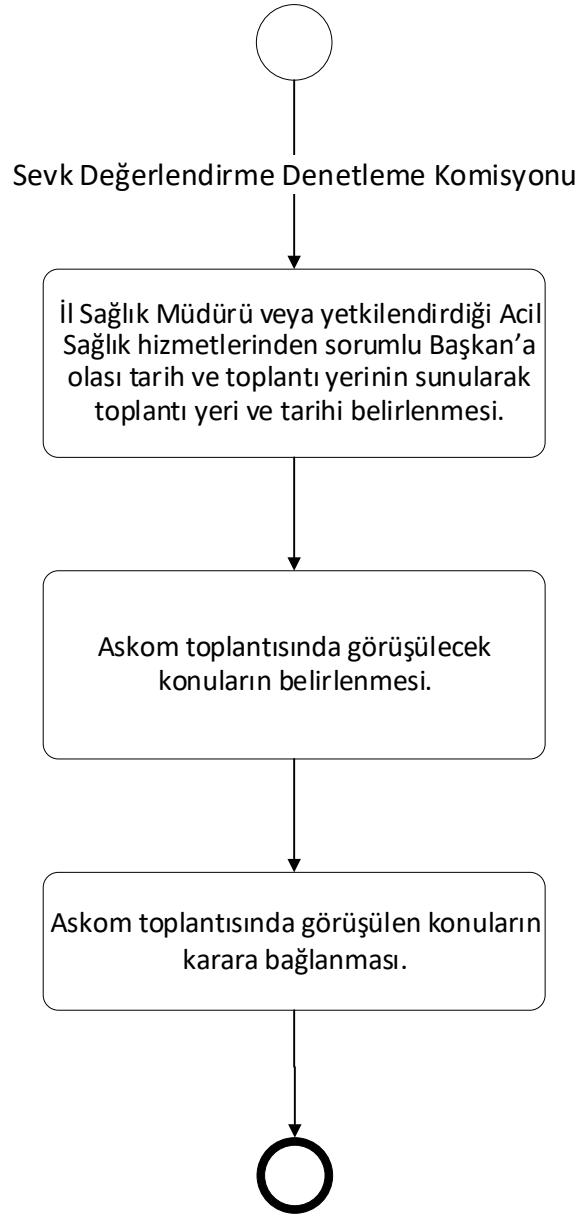 Sevk Değerlendirme Denetleme Komisyonu
İl Sağlık Müdürü veya yetkilendirdiği Acil
Sağlık hizmetlerinden sorumlu Başkan’a
olası tarih ve toplantı yerinin sunularak
toplantı yeri ve tarihi belirlenmesi.
Askom toplantısında görüşülecek
konuların belirlenmesi.
Askom toplantısında görüşülen konuların
karara bağlanması.